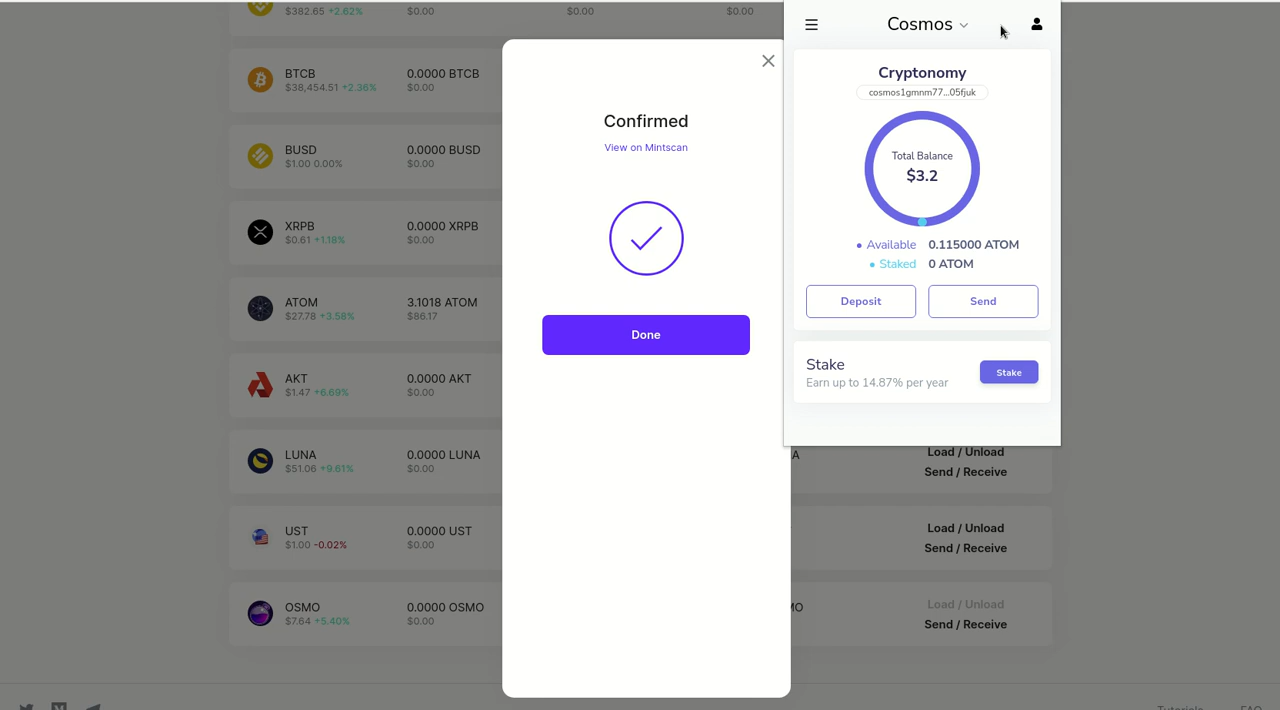 $382.65 +2.62%
$0.00
$0.00
$0.00
BTCB
$38,454.51 +2.36%
0.0000 BTCB
$0.00
BUSD
$1.00 0.00%
0.0000 BUSD
$0.00
XRPB
$0.61 +1.18%
0.0000 XRPB
$0.00
ATOM
$27.78 +3.58%
3.1018 ATOM
$86.17
AKT
$1.47 +6.69%
0.0000 AKT
$0.00
LUNA
$51.06 +9.61%
0.0000 LUNA
$0.00
A
Load / Unload
Send / Receive
UST
$1.00 -0.02%
0.0000 UST
$0.00
Load / Unload
Send / Receive
OSMO
$7.64 +5.40%
0.0000 OSMO
$0.00
MO
Load / Unload
Send / Receive
Confirmed
View on Mintscan
Done
Cosmos
Cryptonomy
cosmos1gmnm77...05fjuk
Total Balance
$3.2
Available 0.115000 ATOM
Staked 0 ATOM
Deposit
Send
Stake
Earn up to 14.87% per year
Stake
Tutorials
FAQ